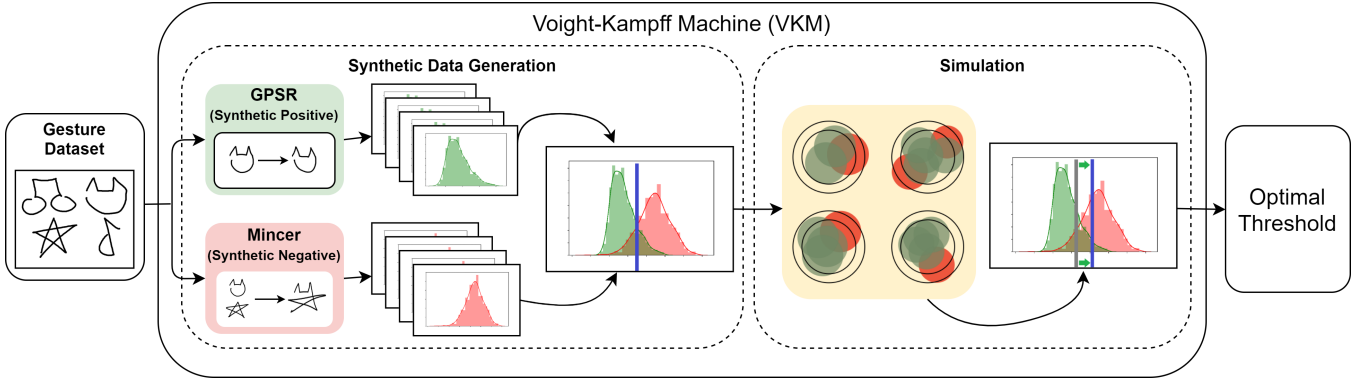 Voight-Kampff Machine (VKM)
Synthetic Data Generation
Simulation
Gesture
Dataset
GPSR
(Synthetic Positive)
Mincer
(Synthetic Negative)
Optimal
Threshold